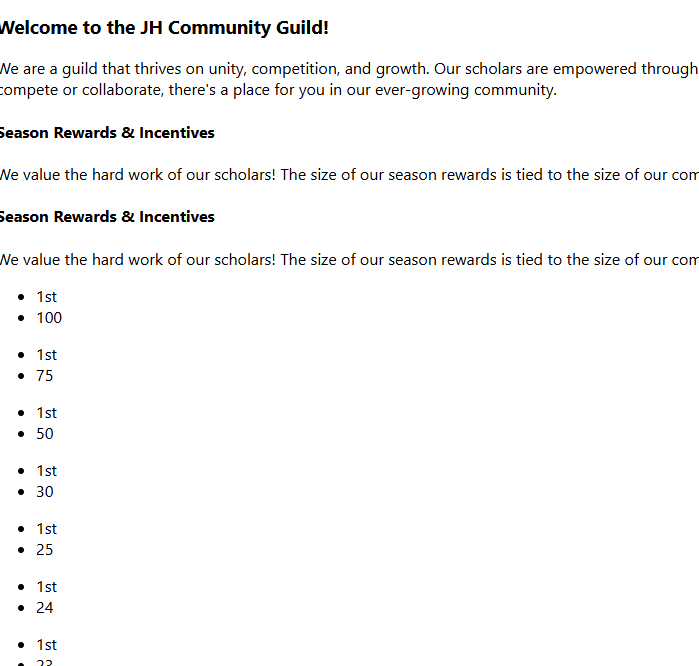 Welcome to the JH Community Guild!
We are a guild that thrives on unity, competition, and growth. Our scholars are empowered through
compete or collaborate, there's a place for you in our ever-growing community.
Season Rewards & Incentives
We value the hard work of our scholars! The size of our season rewards is tied to the size of our com
Season Rewards & Incentives
We value the hard work of our scholars! The size of our season rewards is tied to the size of our com
• 1st
• 100
• 1st
• 75
• 1st
• 50
• 1st
• 30
• 1st
• 25
• 1st
• 24
• 1st
• 23